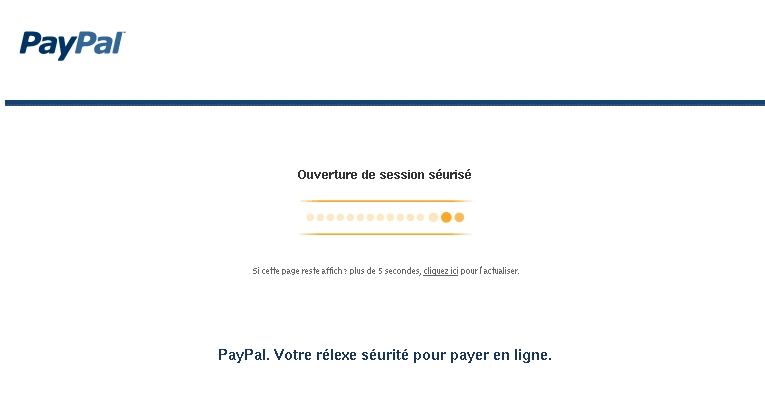 PayPal
Ouverture de session séurisé
Si cette page reste affich? plus de 5 secondes, cliquez ici pour l'actualiser.
PayPal. Votre rélexe séurité pour payer en ligne.